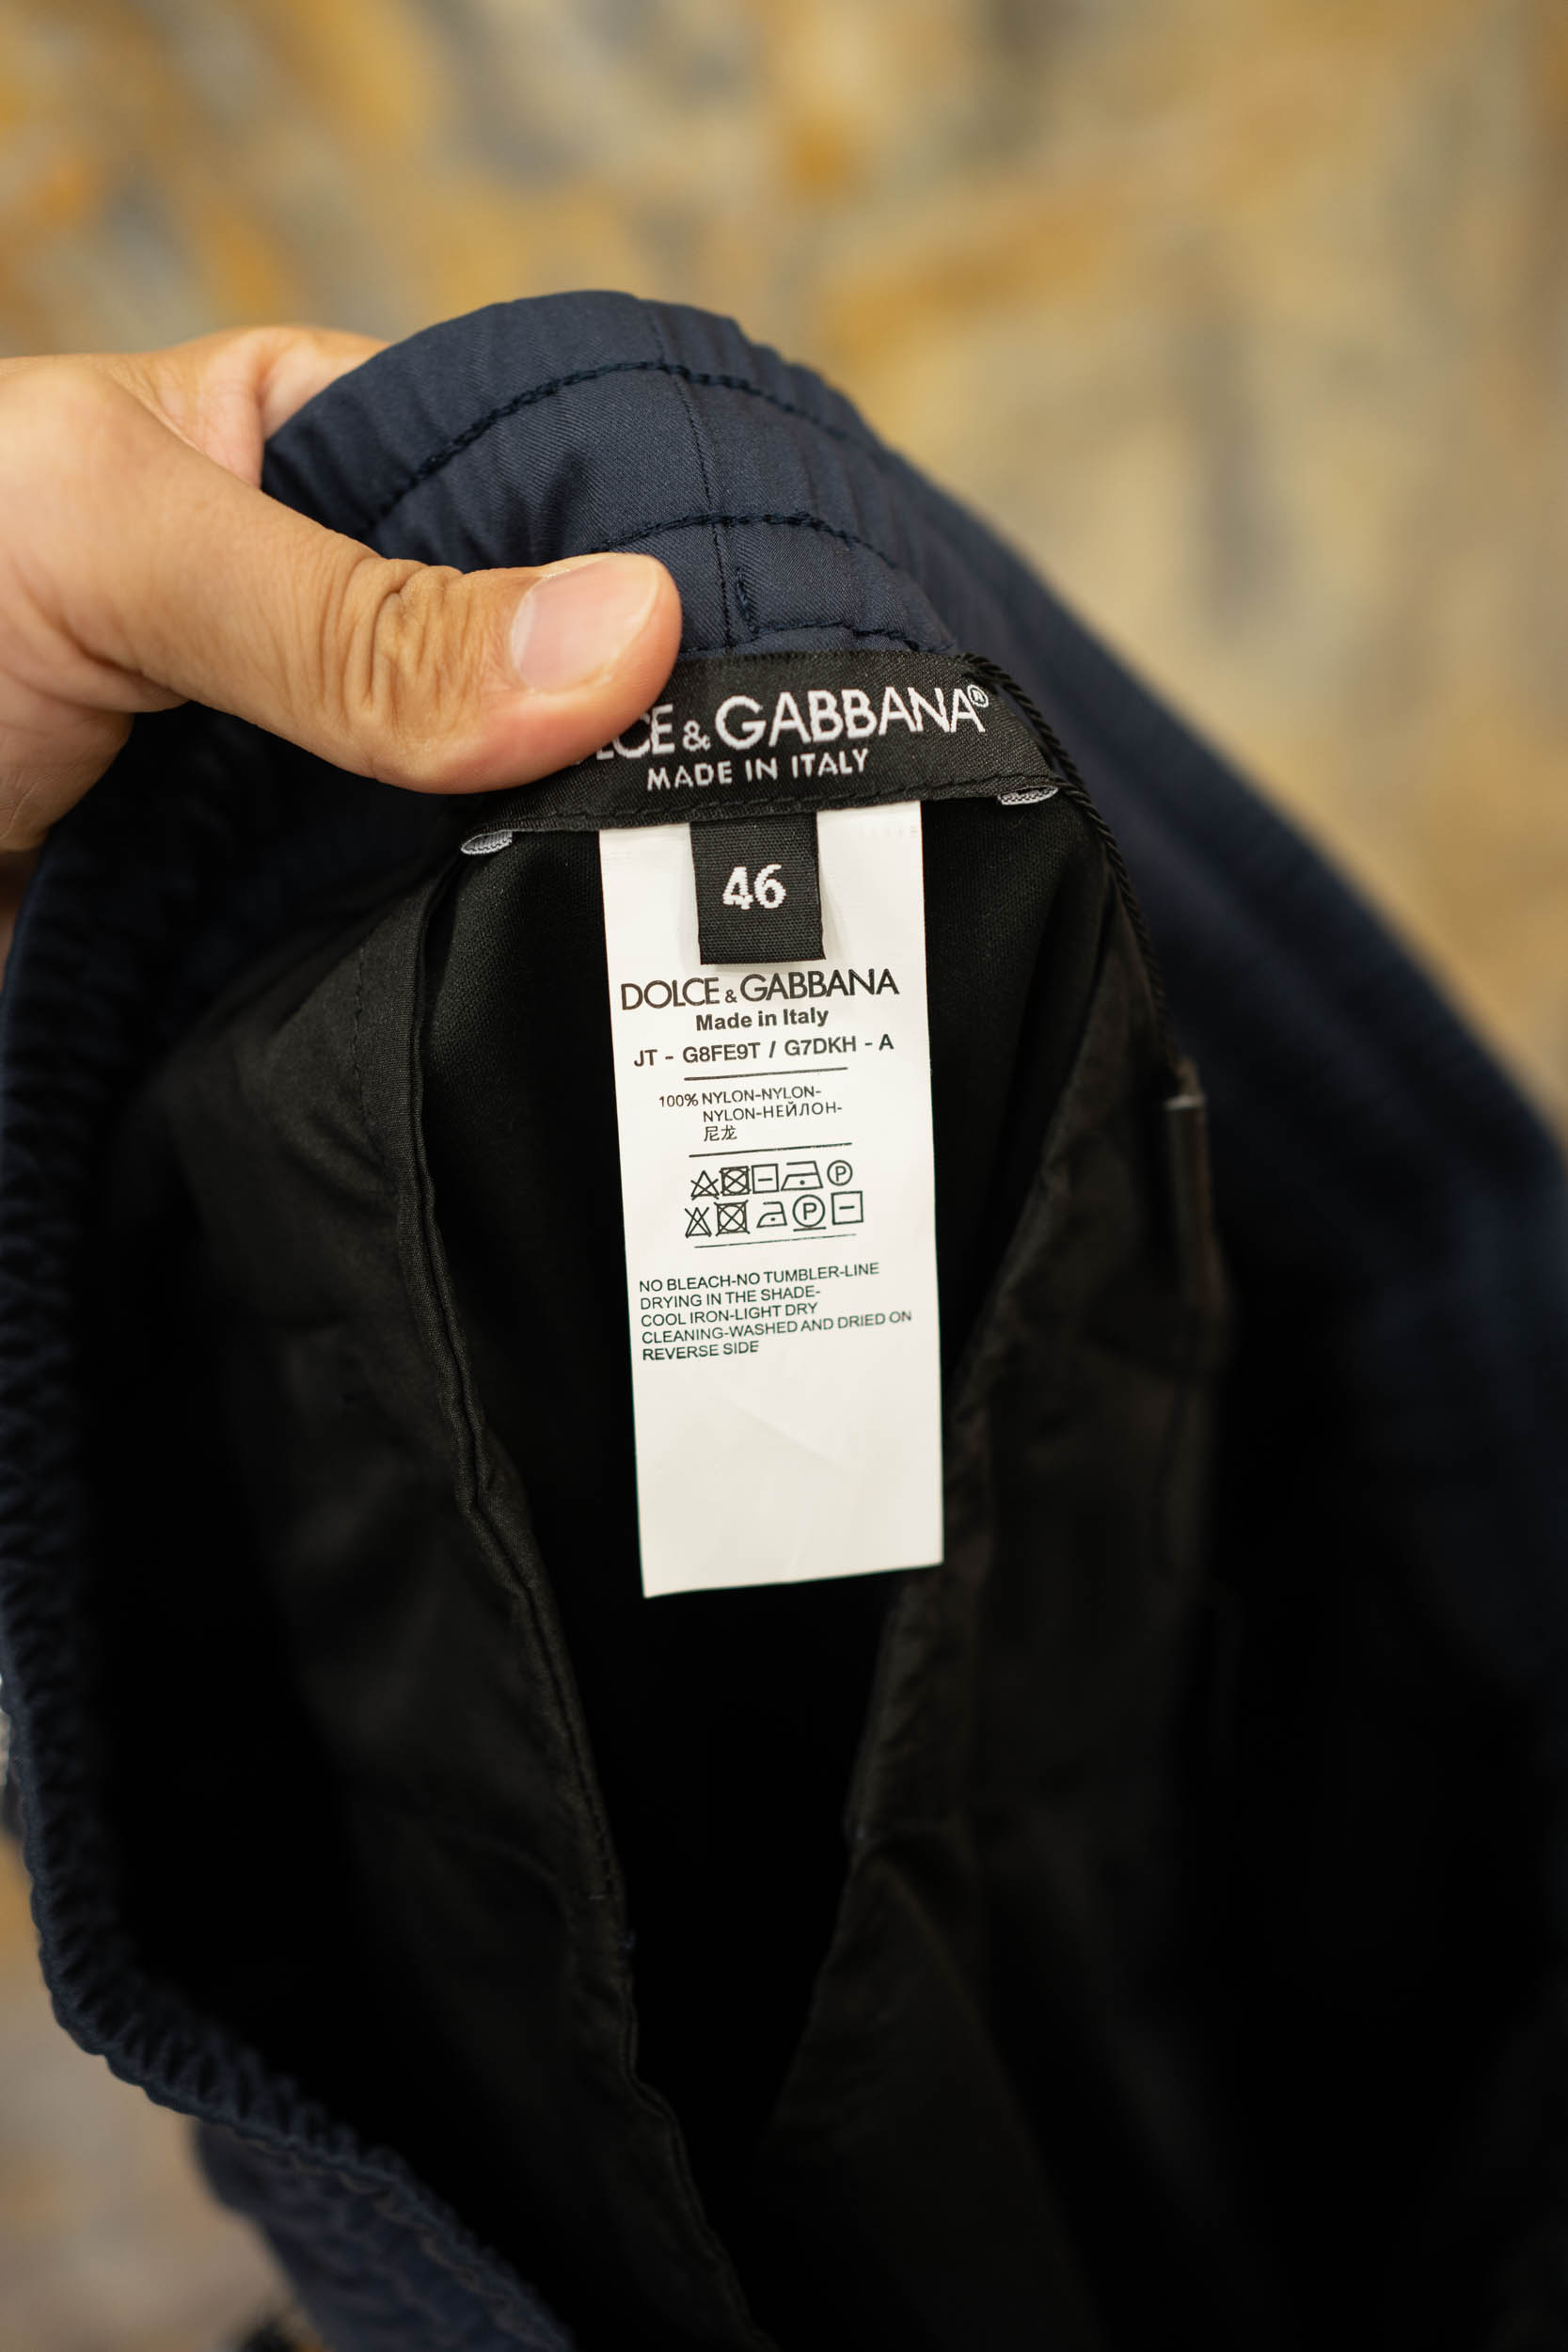 CE & GABBANA®
MADE IN ITALY
46
DOLCE & GABBANA
Made in Italy
JT - G8FE9T / G7DKH - A
100% NYLON-NYLON-
NYLON-НЕЙЛОН-
尼龙
P
P
NO BLEACH-NO TUMBLER-LINE
DRYING IN THE SHADE-
COOL IRON-LIGHT DRY
CLEANING-WASHED AND DRIED ON
REVERSE SIDE